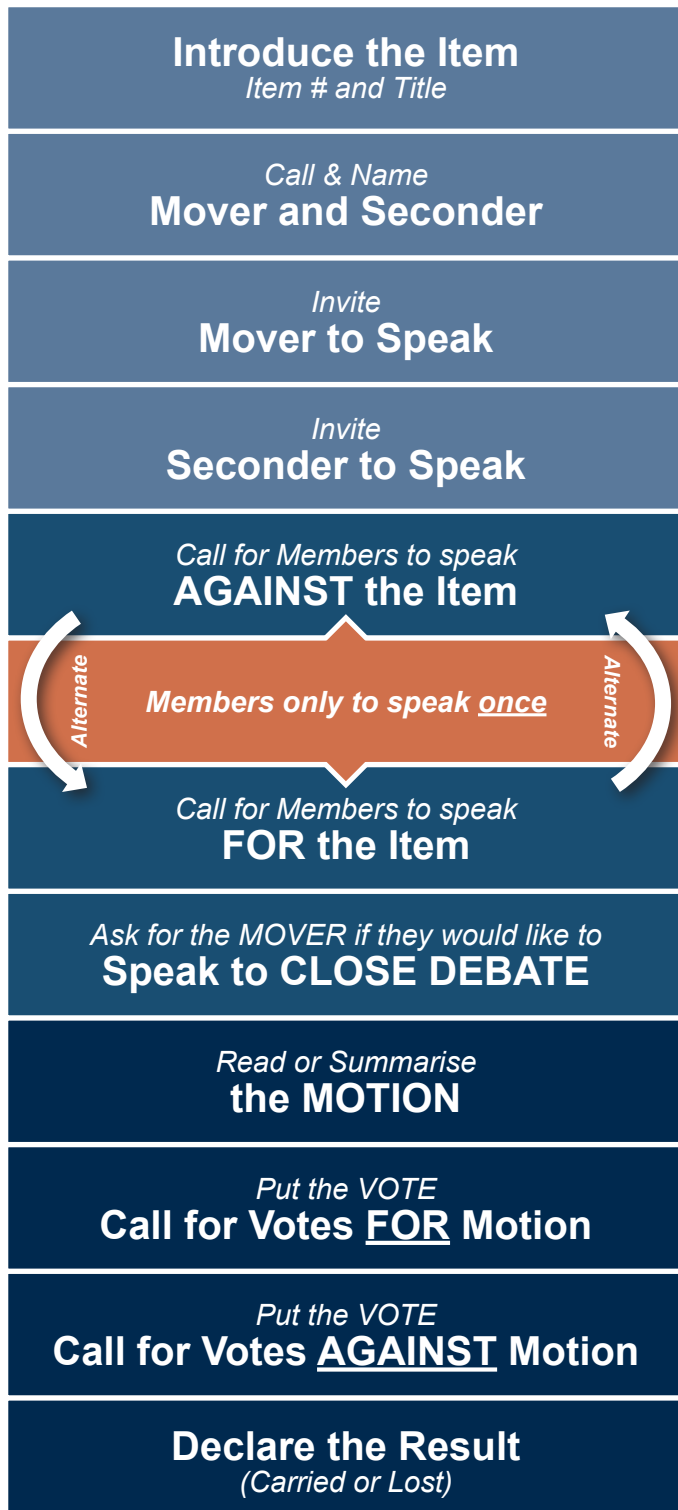 Introduce the Item
Item # and Title
Call & Name
Mover and Seconder
Invite
Mover to Speak
Invite
Seconder to Speak
Call for Members to speak
AGAINST the Item
Alternate
Members only to speak once
Alternate
Call for Members to speak
FOR the Item
Ask for the MOVER if they would like to
Speak to CLOSE DEBATE
Read or Summarise
the MOTION
Put the VOTE
Call for Votes FOR Motion
Put the VOTE
Call for Votes AGAINST Motion
Declare the Result
(Carried or Lost)